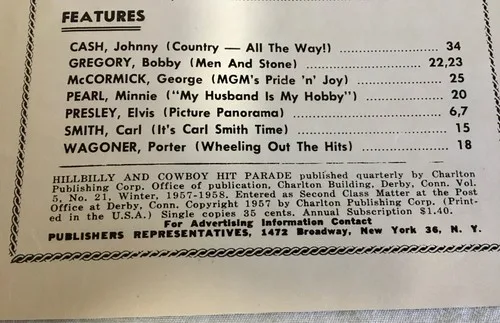 FEATURES
CASH, Johnny (Country — All The Way!) .......................... 34
GREGORY, Bobby (Men And Stone) .......................... 22,23
McCORMICK, George (MGM's Pride 'n' Joy) .......................... 25
PEARL, Minnie ("My Husband Is My Hobby") .......................... 20
PRESLEY, Elvis (Picture Panorama) .......................... 6,7
SMITH, Carl (It's Carl Smith Time) .......................... 15
WAGONER, Porter (Wheeling Out The Hits) .......................... 18
HILLBILLY AND COWBOY HIT PARADE published quarterly by Charlton
Publishing Corp. Office of publication, Charlton Building, Derby, Conn. Vol.
5, No. 21, Winter, 1957-1958, Entered as Second Class Matter at the Post
Office at Derby, Conn. Copyright 1957 by Charlton Publishing Corp. (Print-
ed in the U.S.A.) Single copies 35 cents. Annual Subscription $1.40.
For Advertising Information Contact
PUBLISHERS REPRESENTATIVES, 1472 Broadway, New York 36, N. Y.